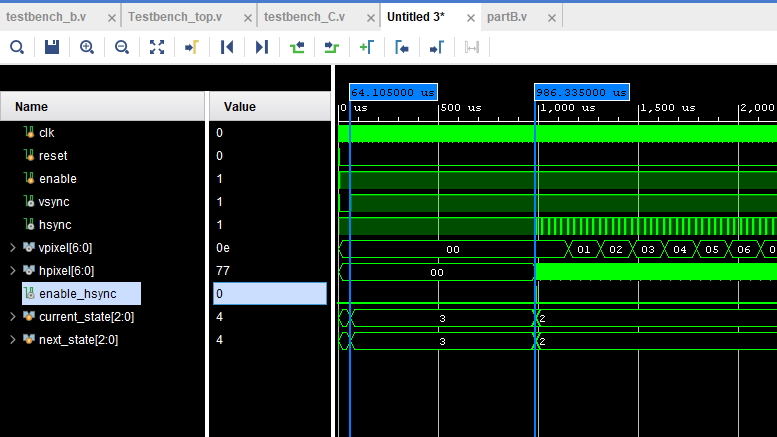 testbench_b.v Testbench_top.v testbench_C.v Untitled 3* partB.v
64.105000 us 986.335000 us
Name Value 0 us 500 us 1,000 us 1,500 us 2,000
clk 0
reset 0
enable 1
vsync 1
hsync 1
vpixel[6:0] 0e 00 01 02 03 04 05 06 0
hpixel[6:0] 77 00
enable_hsync 0
current_state[2:0] 4 3 2
next_state[2:0] 4 3 2